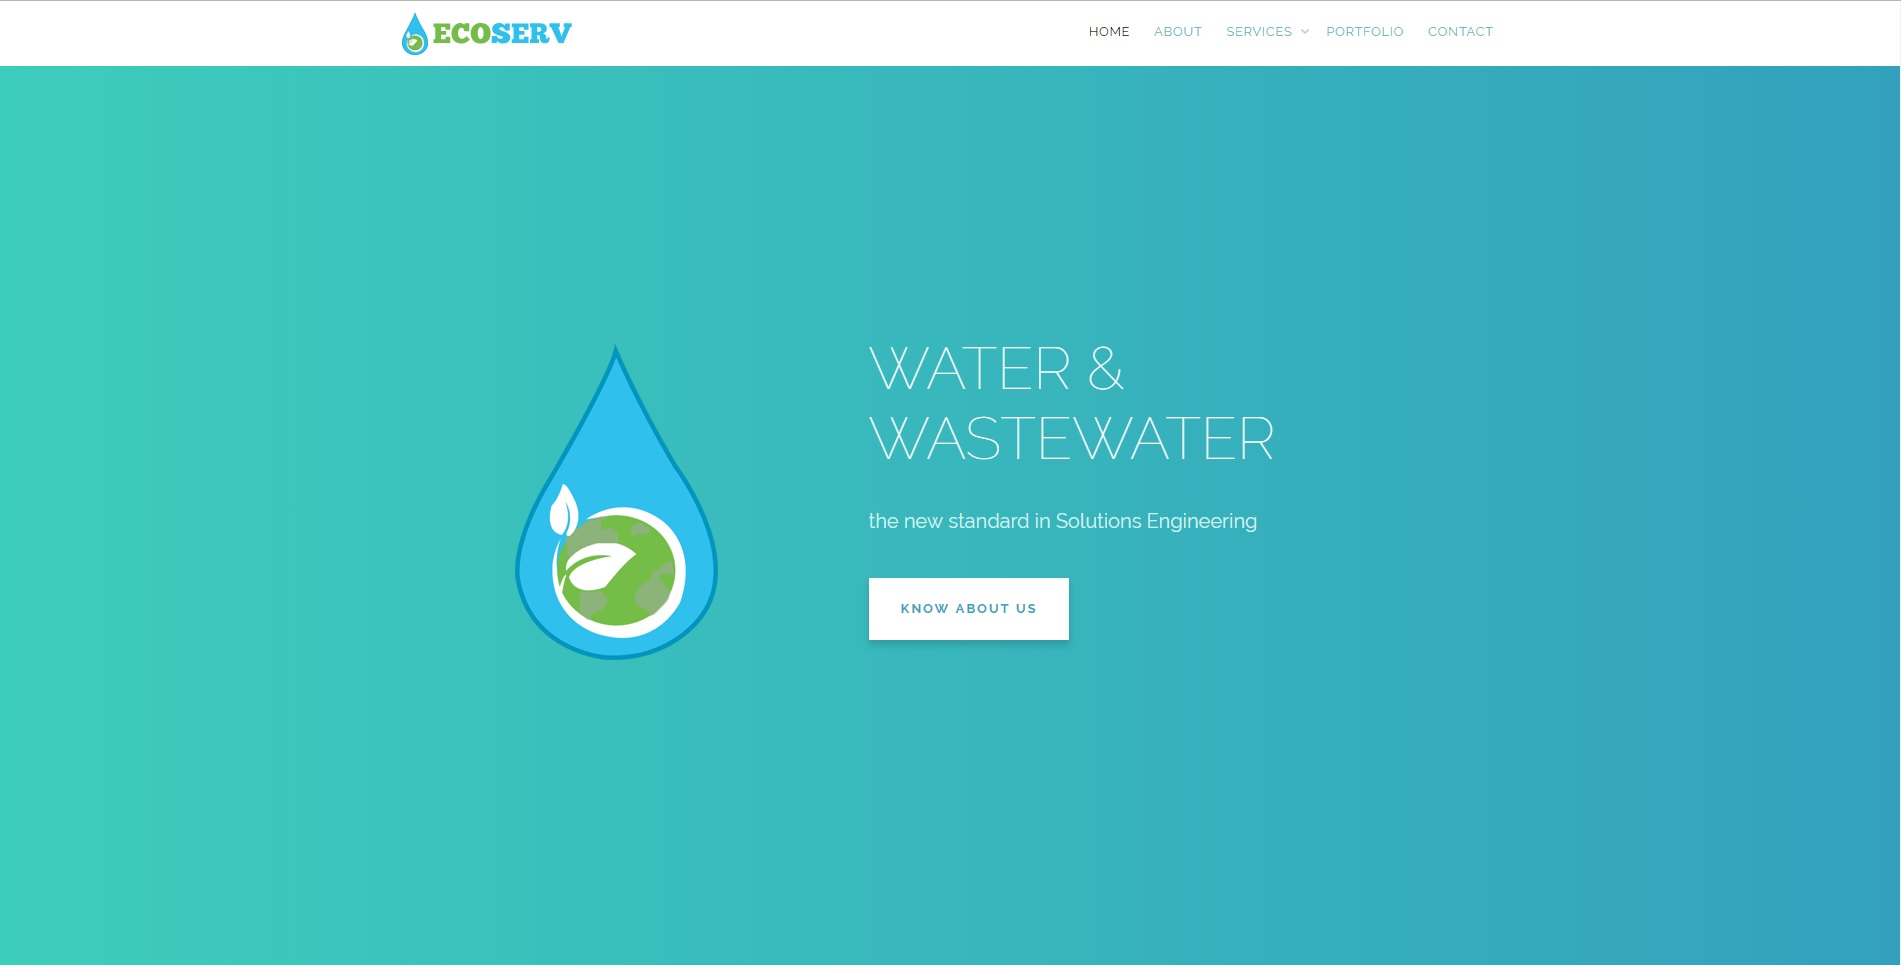 ECOSERV
HOME ABOUT SERVICES PORTFOLIO CONTACT
WATER &
WASTEWATER
the new standard in Solutions Engineering
KNOW ABOUT US